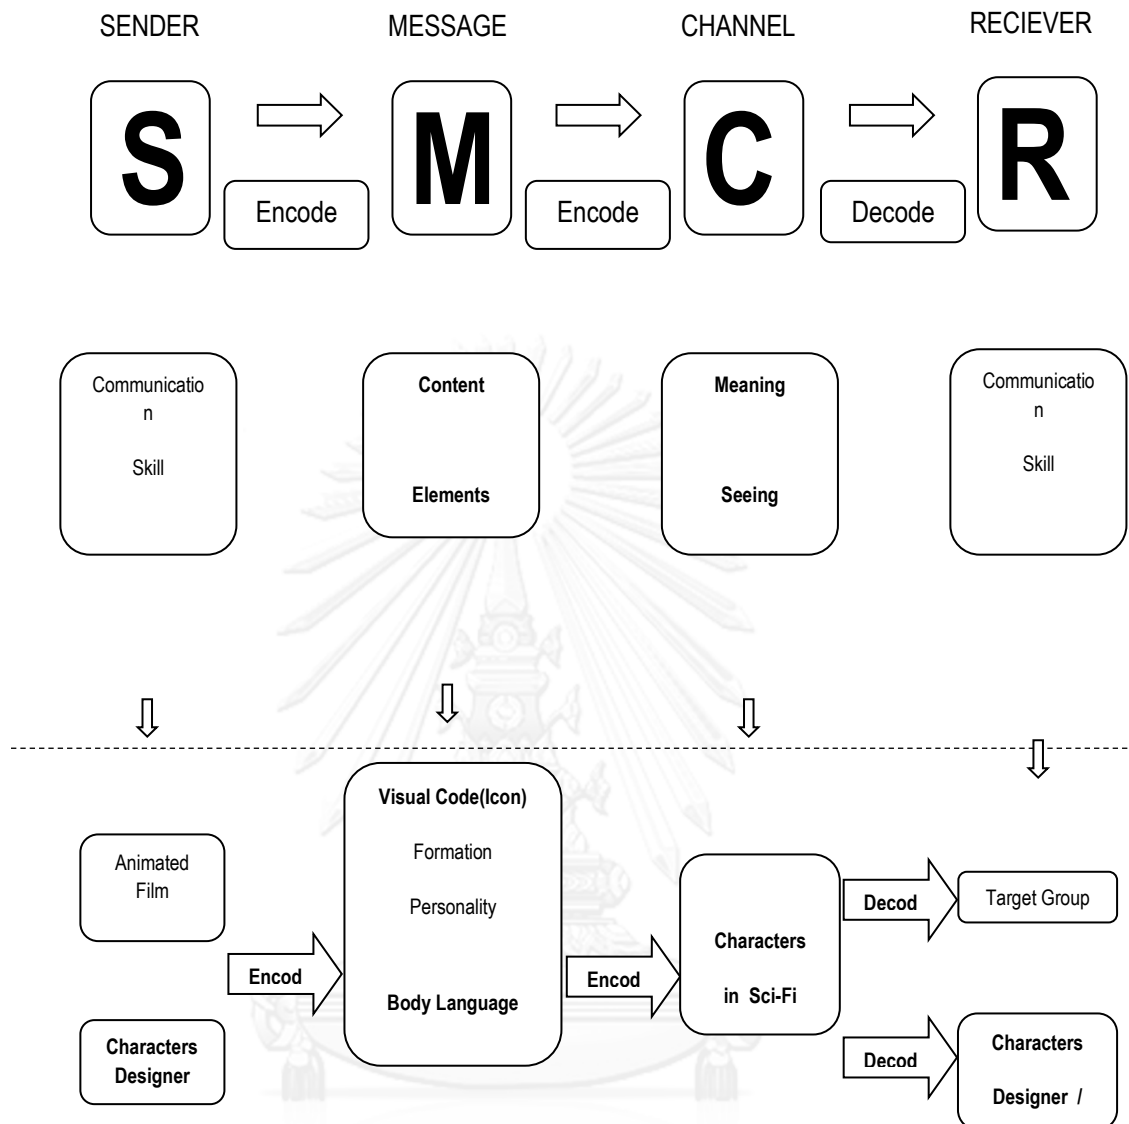 SENDER
MESSAGE
CHANNEL
RECIEVER
S
M
C
R
Encode
Encode
Decode
Communicatio
n
Skill
Content
Elements
Meaning
Seeing
Communicatio
n
Skill
Animated
Film
Characters
Designer
Encod
Visual Code(Icon)
Formation
Personality
Body Language
Encod
Characters
in Sci-Fi
Decod
Target Group
Decod
Characters
Designer /